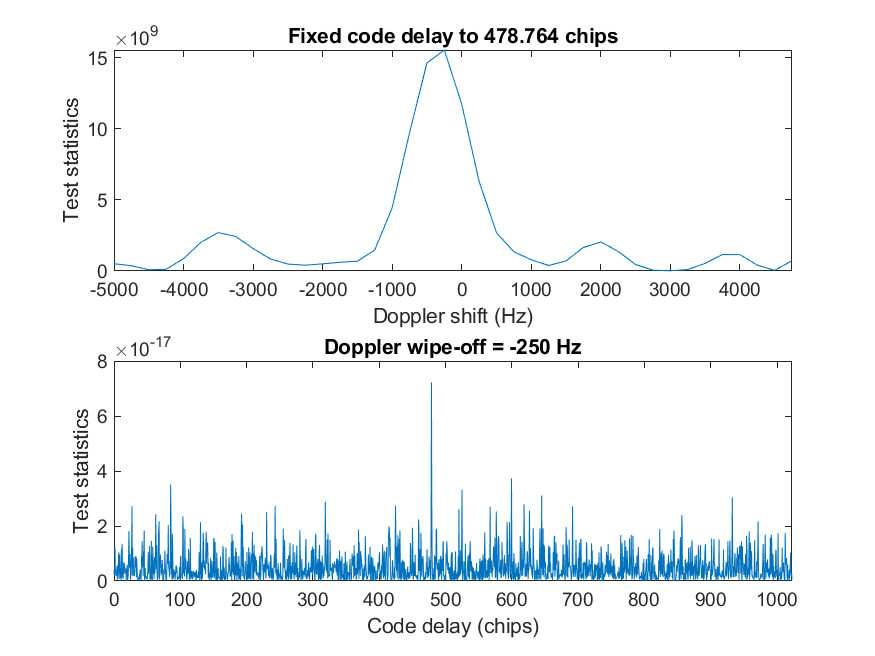 ×10⁹
Fixed code delay to 478.764 chips
15
10
5
0
Test statistics
-5000 -4000 -3000 -2000 -1000 0 1000 2000 3000 4000
Doppler shift (Hz)
×10⁻¹⁷
Doppler wipe-off = -250 Hz
8
6
4
2
0
Test statistics
0 100 200 300 400 500 600 700 800 900 1000
Code delay (chips)